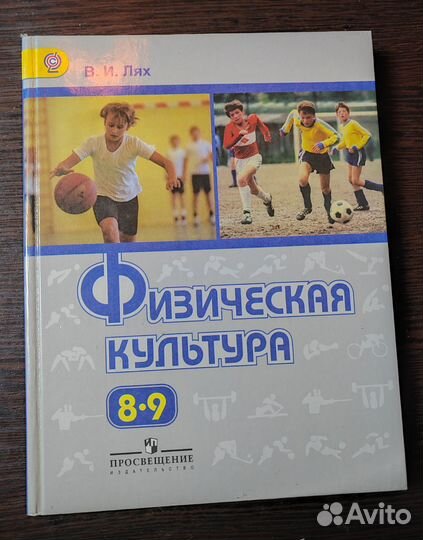 В. И. Лях
Физическая
культура
8•9
ПРОСВЕЩЕНИЕ
ИЗДАТЕЛЬСТВО
Avito